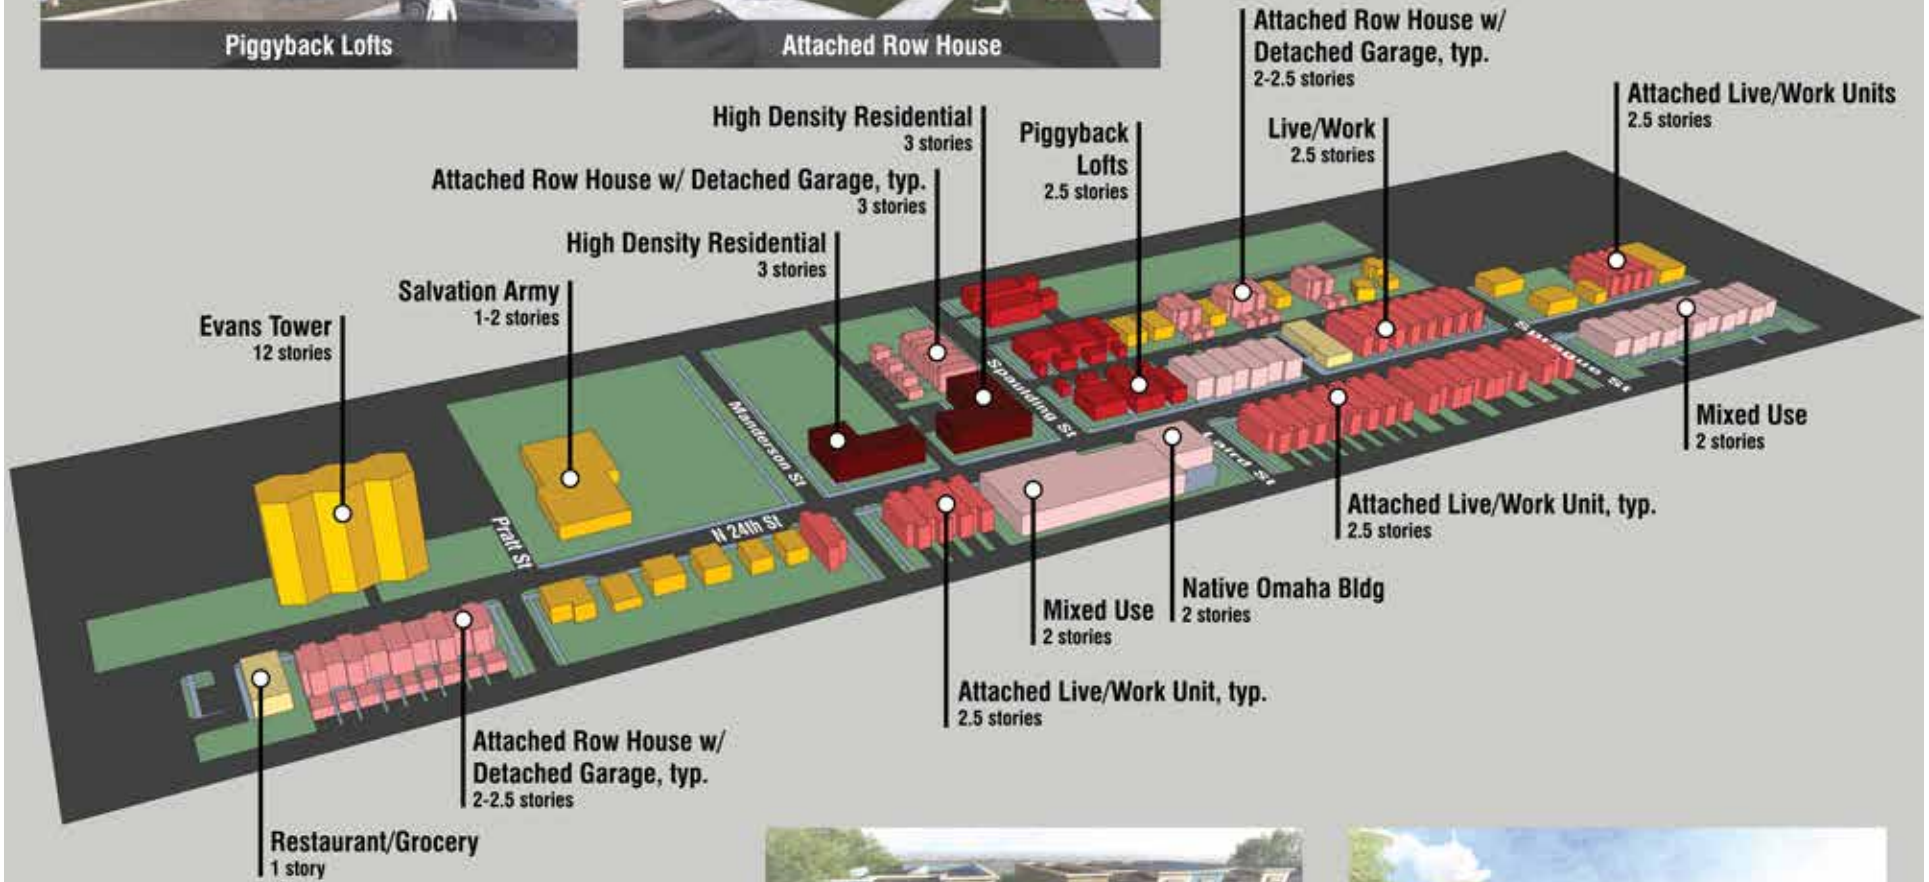 Piggyback Lofts
Attached Row House
Attached Row House w/
Detached Garage, typ.
2-2.5 stories
Attached Live/Work Units
2.5 stories
High Density Residential
3 stories
Piggyback
Lofts
2.5 stories
Live/Work
2.5 stories
Attached Row House w/ Detached Garage, typ.
3 stories
High Density Residential
3 stories
Salvation Army
1-2 stories
Evans Tower
12 stories
Manderson St
Spaulding St
Sprague St
Laird St
Pratt St
N 24th St
Mixed Use
2 stories
Attached Live/Work Unit, typ.
2.5 stories
Native Omaha Bldg
2 stories
Mixed Use
2 stories
Attached Live/Work Unit, typ.
2.5 stories
Attached Row House w/
Detached Garage, typ.
2-2.5 stories
Restaurant/Grocery
1 story